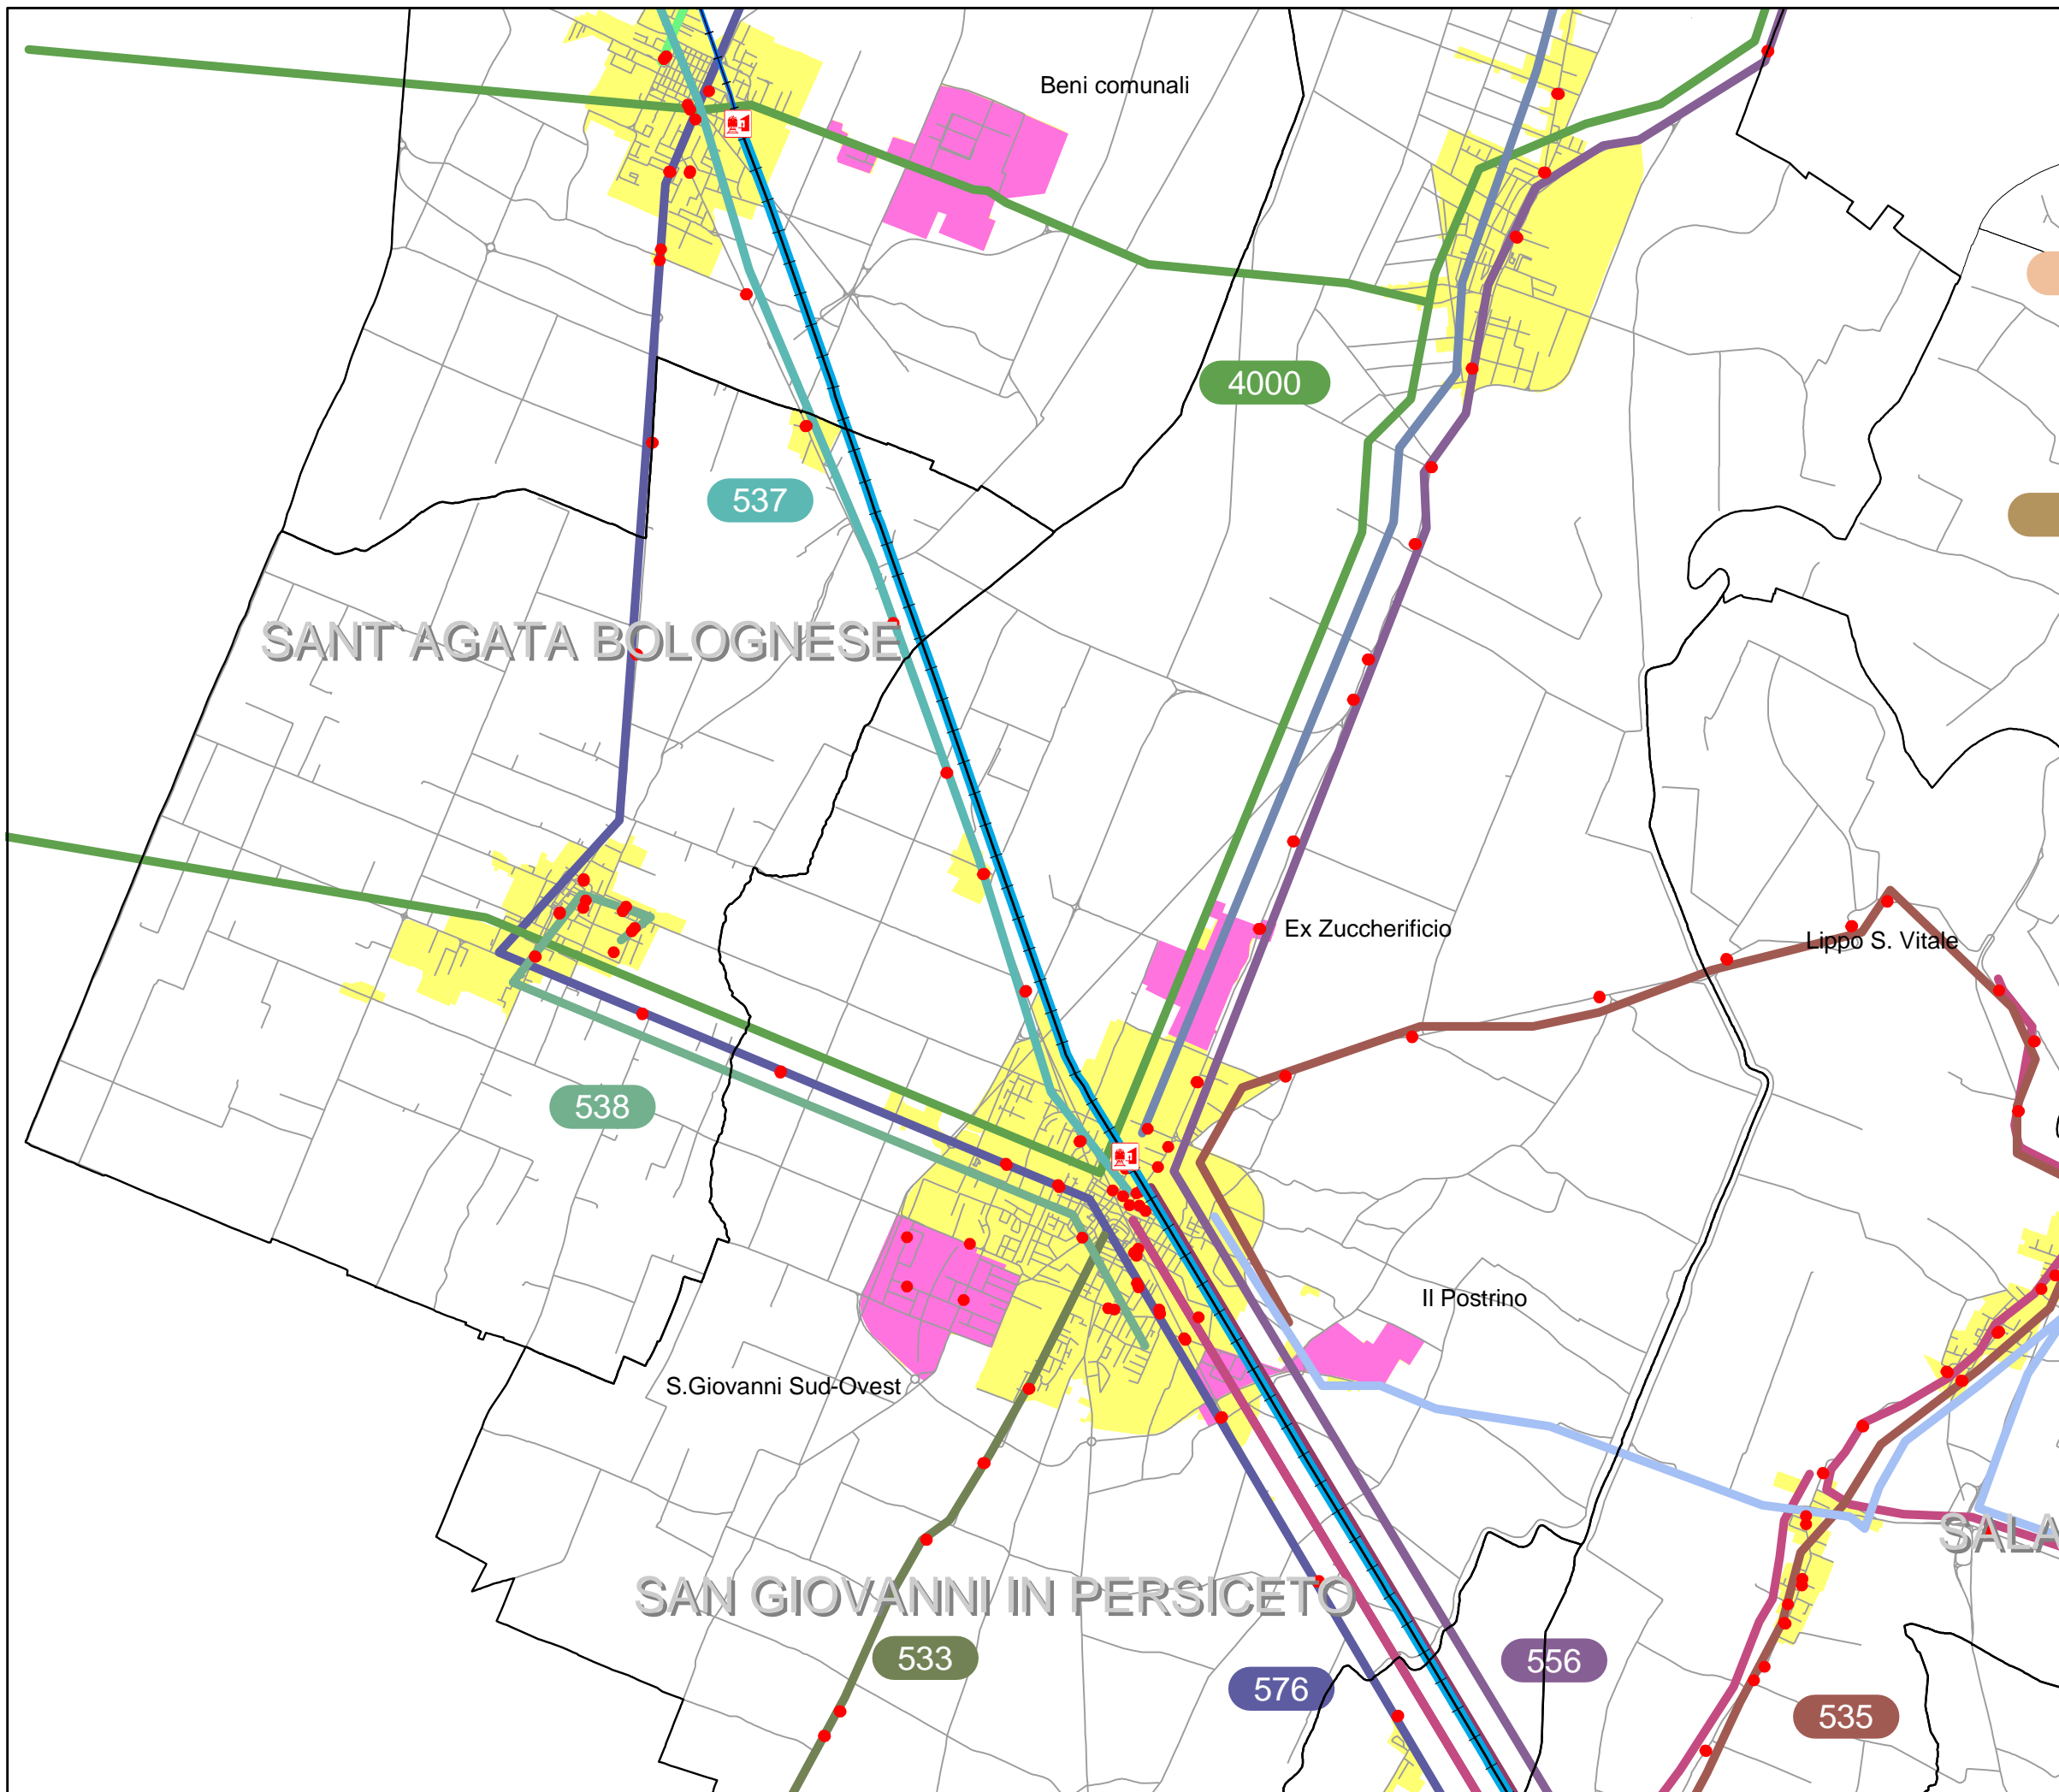 Beni comunali
4000
537
SANT`AGATA BOLOGNESE
Ex Zuccherificio
Lippo S. Vitale
538
Il Postrino
S.Giovanni Sud-Ovest
SALA
SAN GIOVANNI IN PERSICETO
533
556
576
535